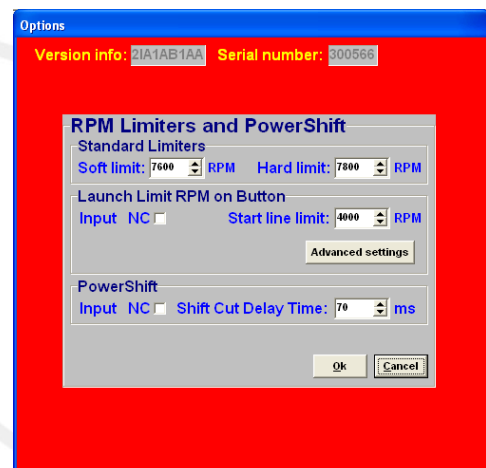 Options
Version info: 2IA1AB1AA Serial number: 300566
RPM Limiters and PowerShift
Standard Limiters
Soft limit: 7600 RPM Hard limit: 7800 RPM
Launch Limit RPM on Button
Input NC Start line limit: 4000 RPM
Advanced settings
PowerShift
Input NC Shift Cut Delay Time: 70 ms
Ok Cancel